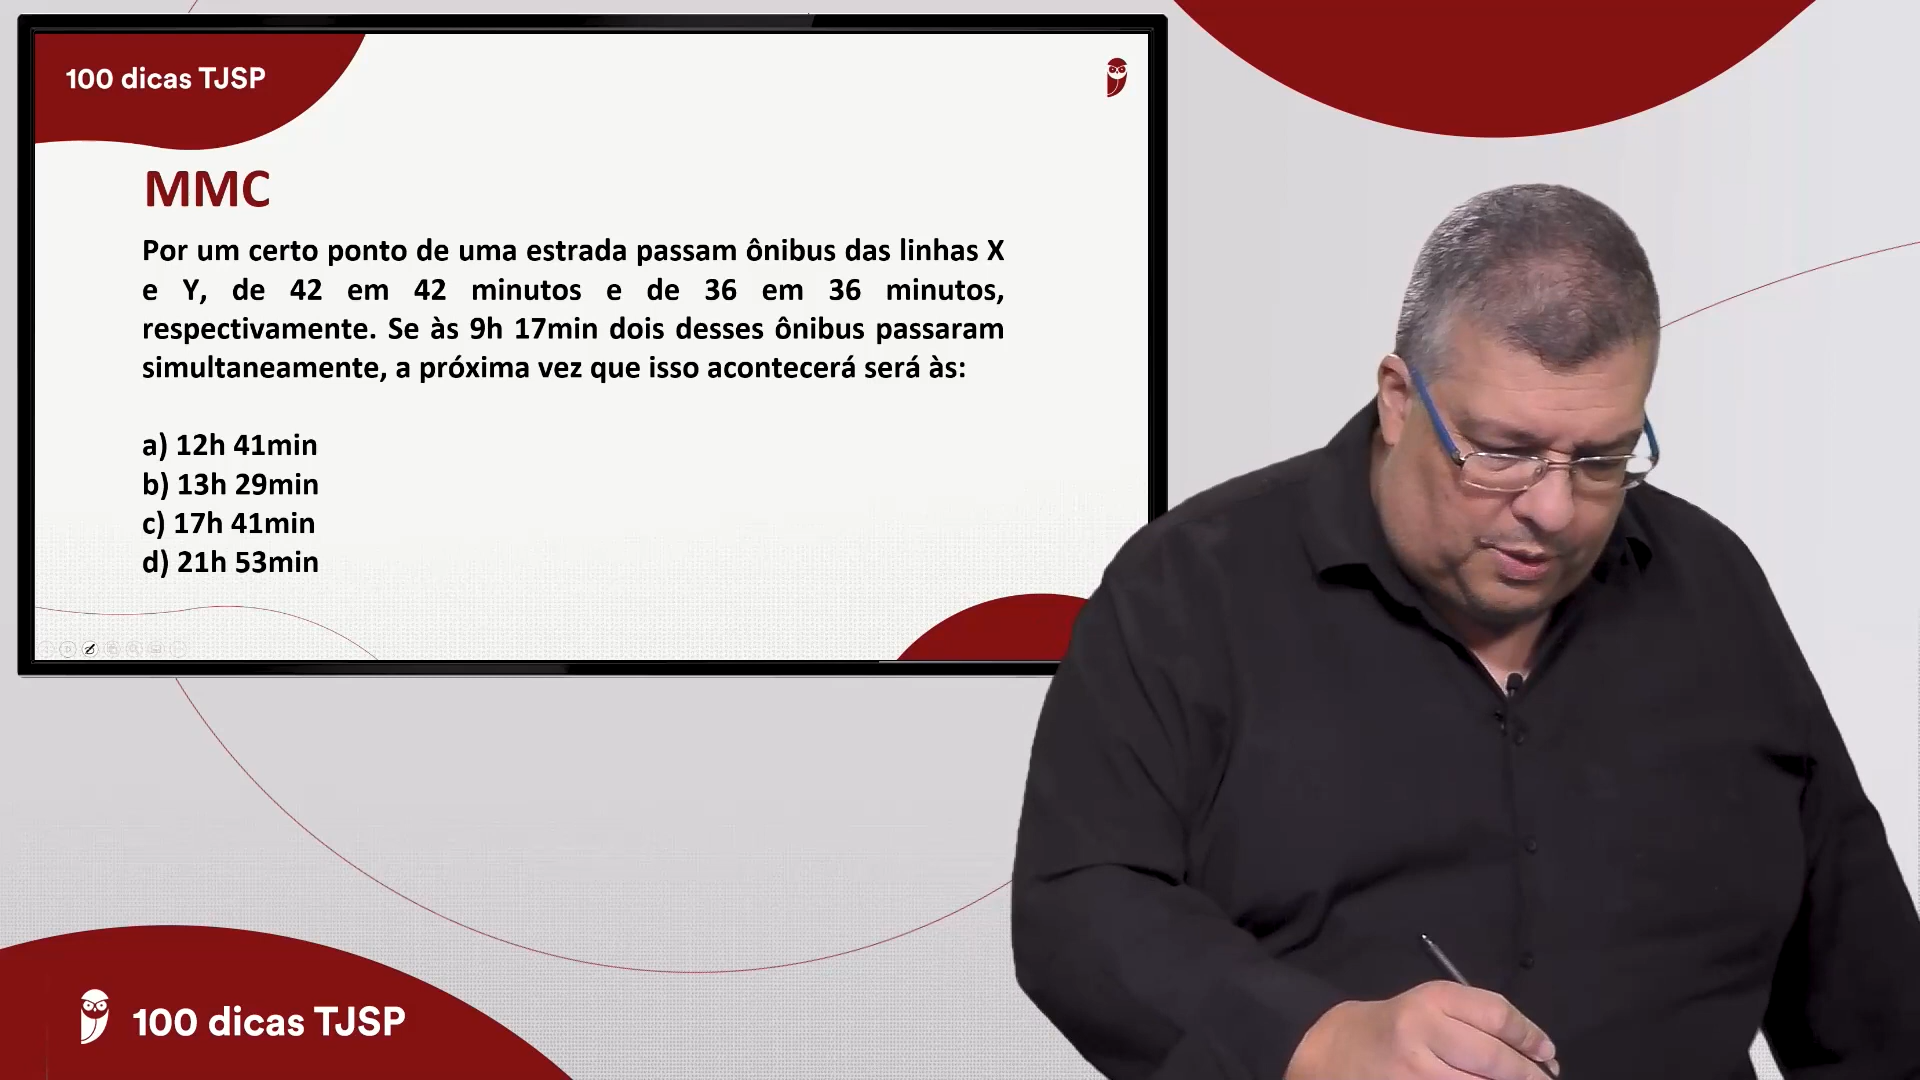 100 dicas TJSP
MMC
Por um certo ponto de uma estrada passam ônibus das linhas X
e Y, de 42 em 42 minutos e de 36 em 36 minutos,
respectivamente. Se às 9h 17min dois desses ônibus passaram
simultaneamente, a próxima vez que isso acontecerá será às:
a) 12h 41min
b) 13h 29min
c) 17h 41min
d) 21h 53min
100 dicas TJSP